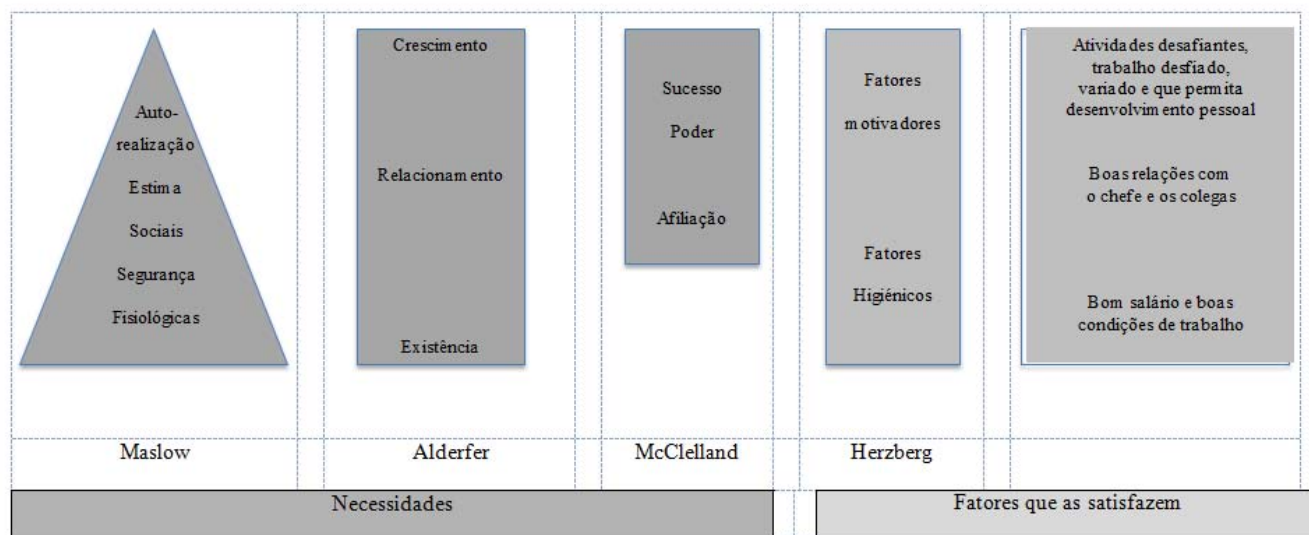 Auto-
realização
Estima
Sociais
Segurança
Fisiológicas
Crescimento
Relacionamento
Existência
Sucesso
Poder
Afiliação
Fatores
motivadores
Fatores
Higiénicos
Atividades desafiantes,
trabalho desfiado,
variado e que permita
desenvolvimento pessoal
Boas relações com
o chefe e os colegas
Bom salário e boas
condições de trabalho
Maslow
Alderfer
McClelland
Herzberg
Necessidades
Fatores que as satisfazem